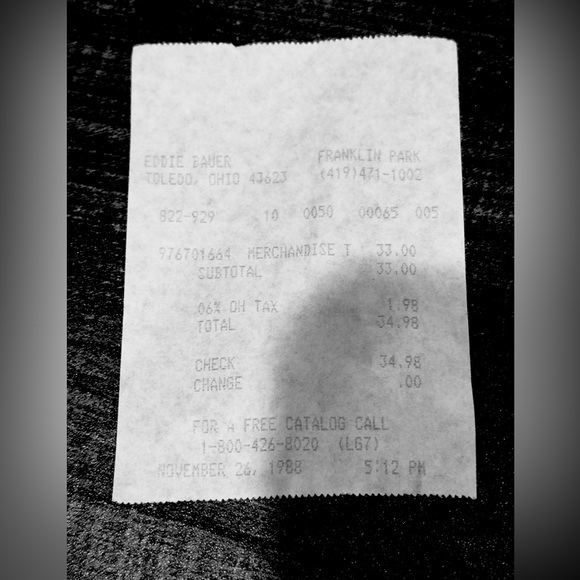 EDDIE BAUER FRANKLIN PARK
TOLEDO, OHIO 43623 (419)471-1002
822-929 10 0050 00065 005
976701664 MERCHANDISE T 33.00
SUBTOTAL 33.00
.06% OH TAX 1.98
TOTAL 34.98
CHECK 34.98
CHANGE .00
FOR A FREE CATALOG CALL
1-800-426-8020 (LG7)
NOVEMBER 26, 1988 5:12 PM